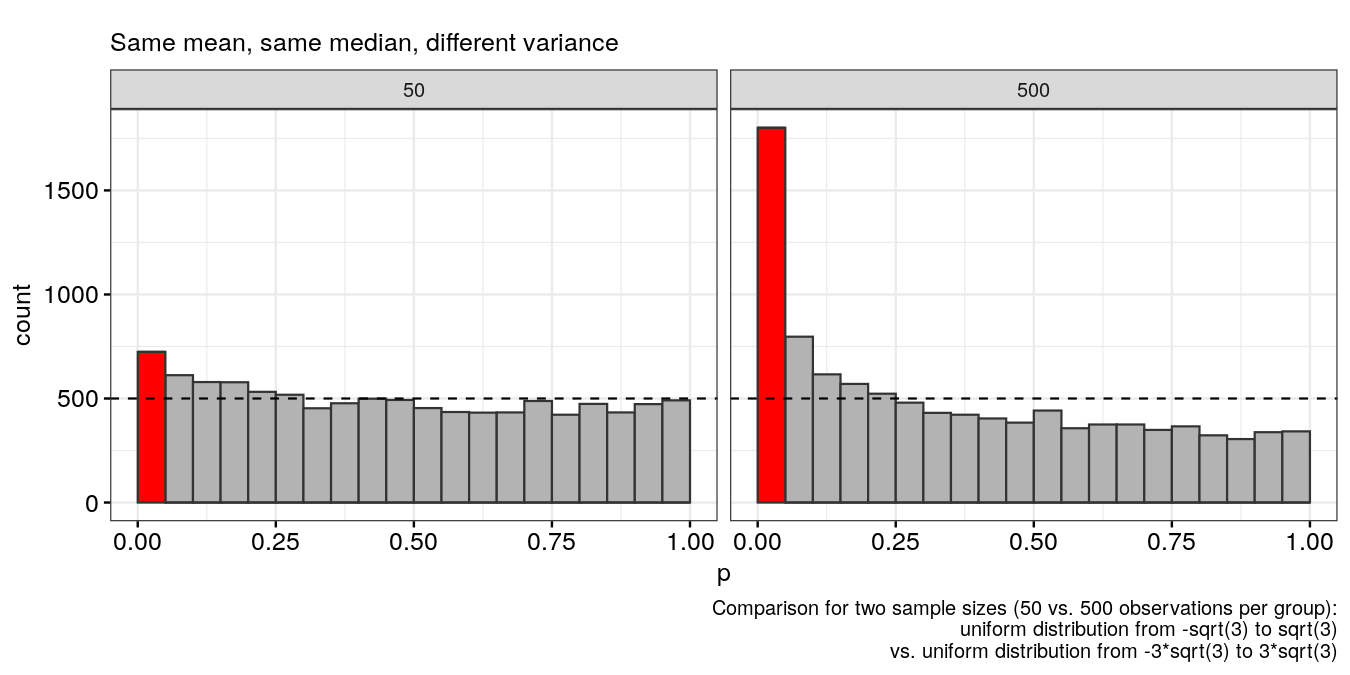 Same mean, same median, different variance
50
500
count
1500
1000
500
0
0.00 0.25 0.50 0.75 1.00
0.00 0.25 0.50 0.75 1.00
p
Comparison for two sample sizes (50 vs. 500 observations per group):
uniform distribution from -sqrt(3) to sqrt(3)
vs. uniform distribution from -3*sqrt(3) to 3*sqrt(3)